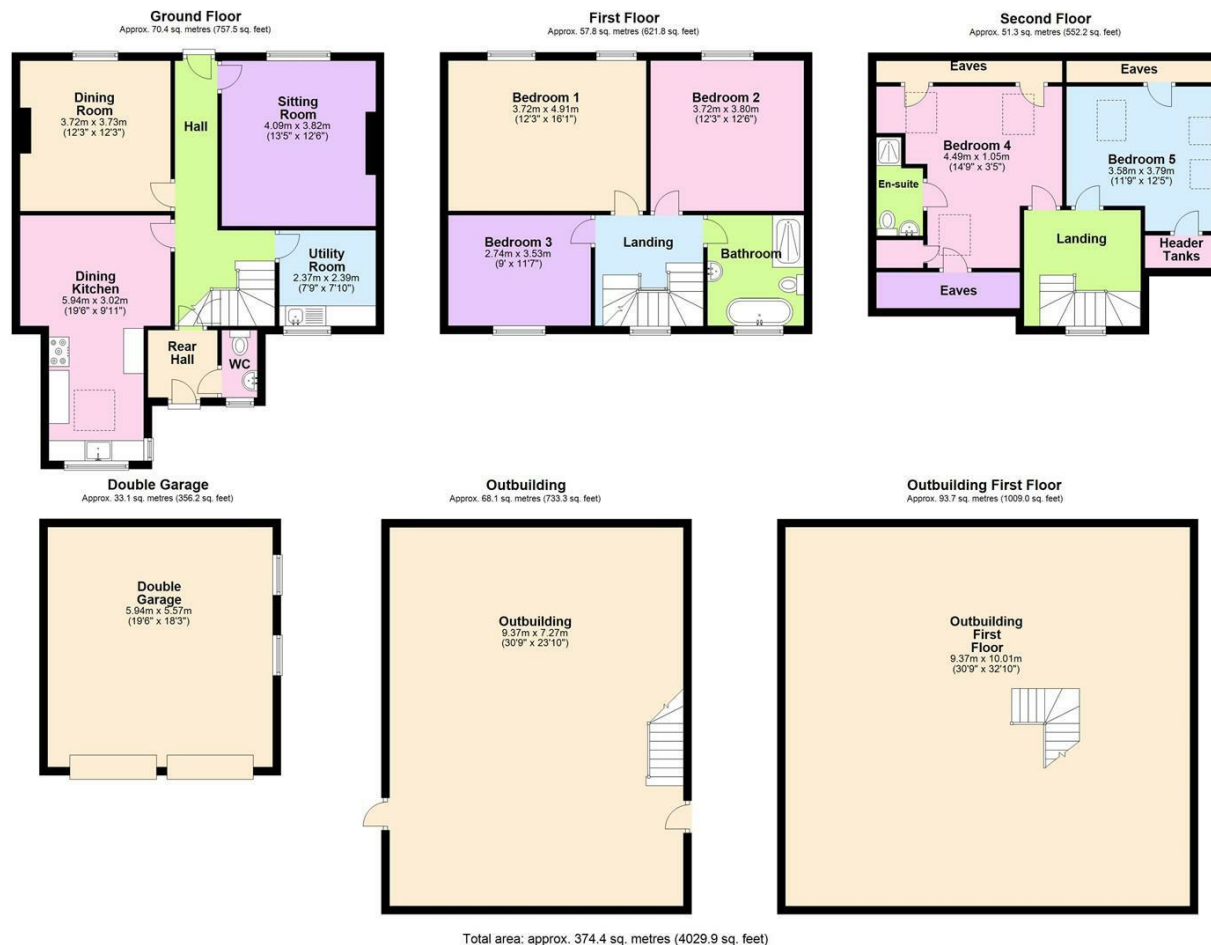 Ground Floor
Approx. 70.4 sq. metres (757.5 sq. feet)
Dining
Room
3.72m x 3.73m
(12'3" x 12'3")
Hall
Sitting
Room
4.09m x 3.82m
(13'5" x 12'6")
Dining
Kitchen
5.94m x 3.02m
(19'6" x 9'11")
Utility
Room
2.37m x 2.39m
(7'9" x 7'10")
Rear
Hall
WC
First Floor
Approx. 57.8 sq. metres (621.8 sq. feet)
Bedroom 1
3.72m x 4.91m
(12'3" x 16'1")
Bedroom 2
3.72m x 3.80m
(12'3" x 12'6")
Bedroom 3
2.74m x 3.53m
(9' x 11'7")
Landing
Bathroom
Second Floor
Approx. 51.3 sq. metres (552.2 sq. feet)
Eaves
Eaves
Bedroom 4
4.49m x 1.05m
(14'9" x 3'5")
Bedroom 5
3.58m x 3.79m
(11'9" x 12'5")
En-suite
Landing
Header
Tanks
Eaves
Double Garage
Approx. 33.1 sq. metres (356.2 sq. feet)
Double
Garage
5.94m x 5.57m
(19'6" x 18'3")
Outbuilding
Approx. 68.1 sq. metres (733.3 sq. feet)
Outbuilding
9.37m x 7.27m
(30'9" x 23'10")
Outbuilding First Floor
Approx. 93.7 sq. metres (1009.0 sq. feet)
Outbuilding
First
Floor
9.37m x 10.01m
(30'9" x 32'10")
Total area: approx. 374.4 sq. metres (4029.9 sq. feet)